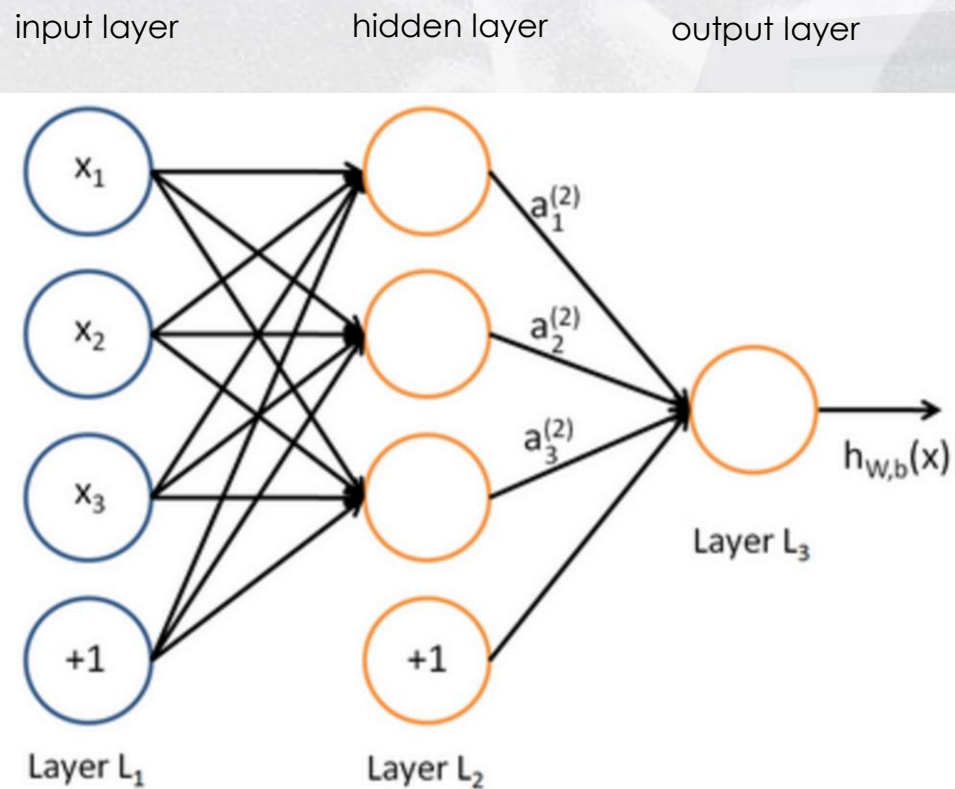 input layer hidden layer output layer
x₁
a₁⁽²⁾
x₂
a₂⁽²⁾
x₃
a₃⁽²⁾
h_W,b(x)
Layer L₃
+1 +1
Layer L₁ Layer L₂